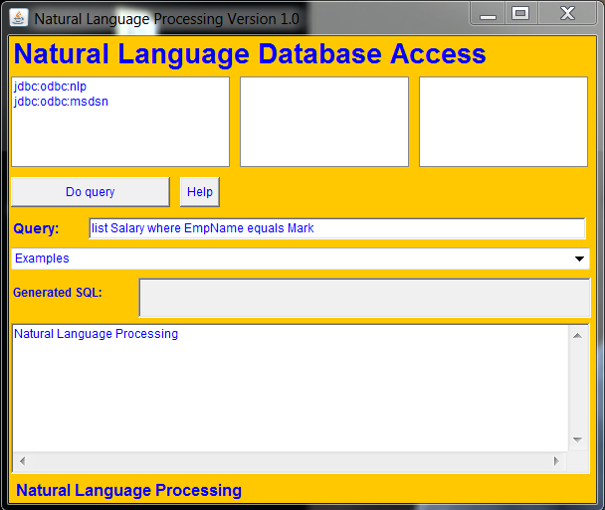 Natural Language Processing Version 1.0
Natural Language Database Access
jdbc:odbc:nlp
jdbc:odbc:msdsn
Do query
Help
Query:
list Salary where EmpName equals Mark
Examples
Generated SQL:
Natural Language Processing
Natural Language Processing